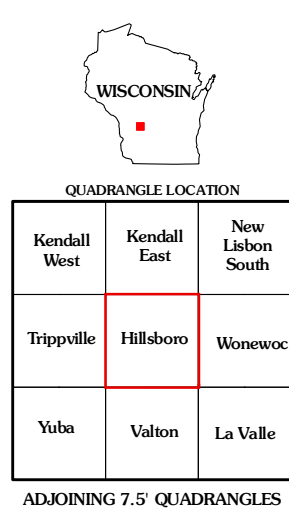 WISCONSIN
QUADRANGLE LOCATION
Kendall West
Kendall East
New Lisbon South
Trippville
Hillsboro
Wonewoc
Yuba
Valton
La Valle
ADJOINING 7.5' QUADRANGLES